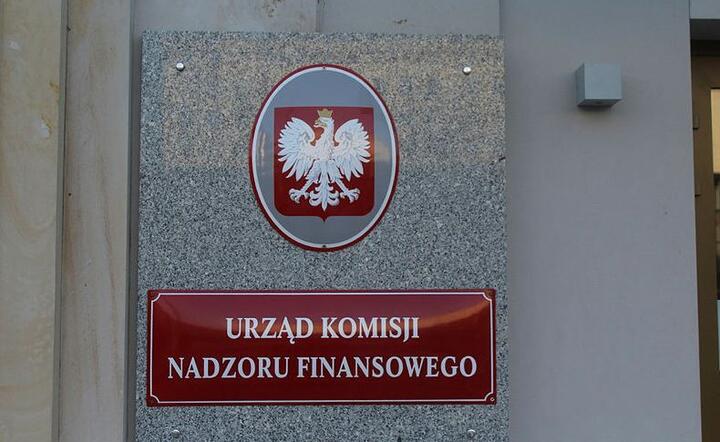 URZĄD KOMISJI
NADZORU FINANSOWEGO